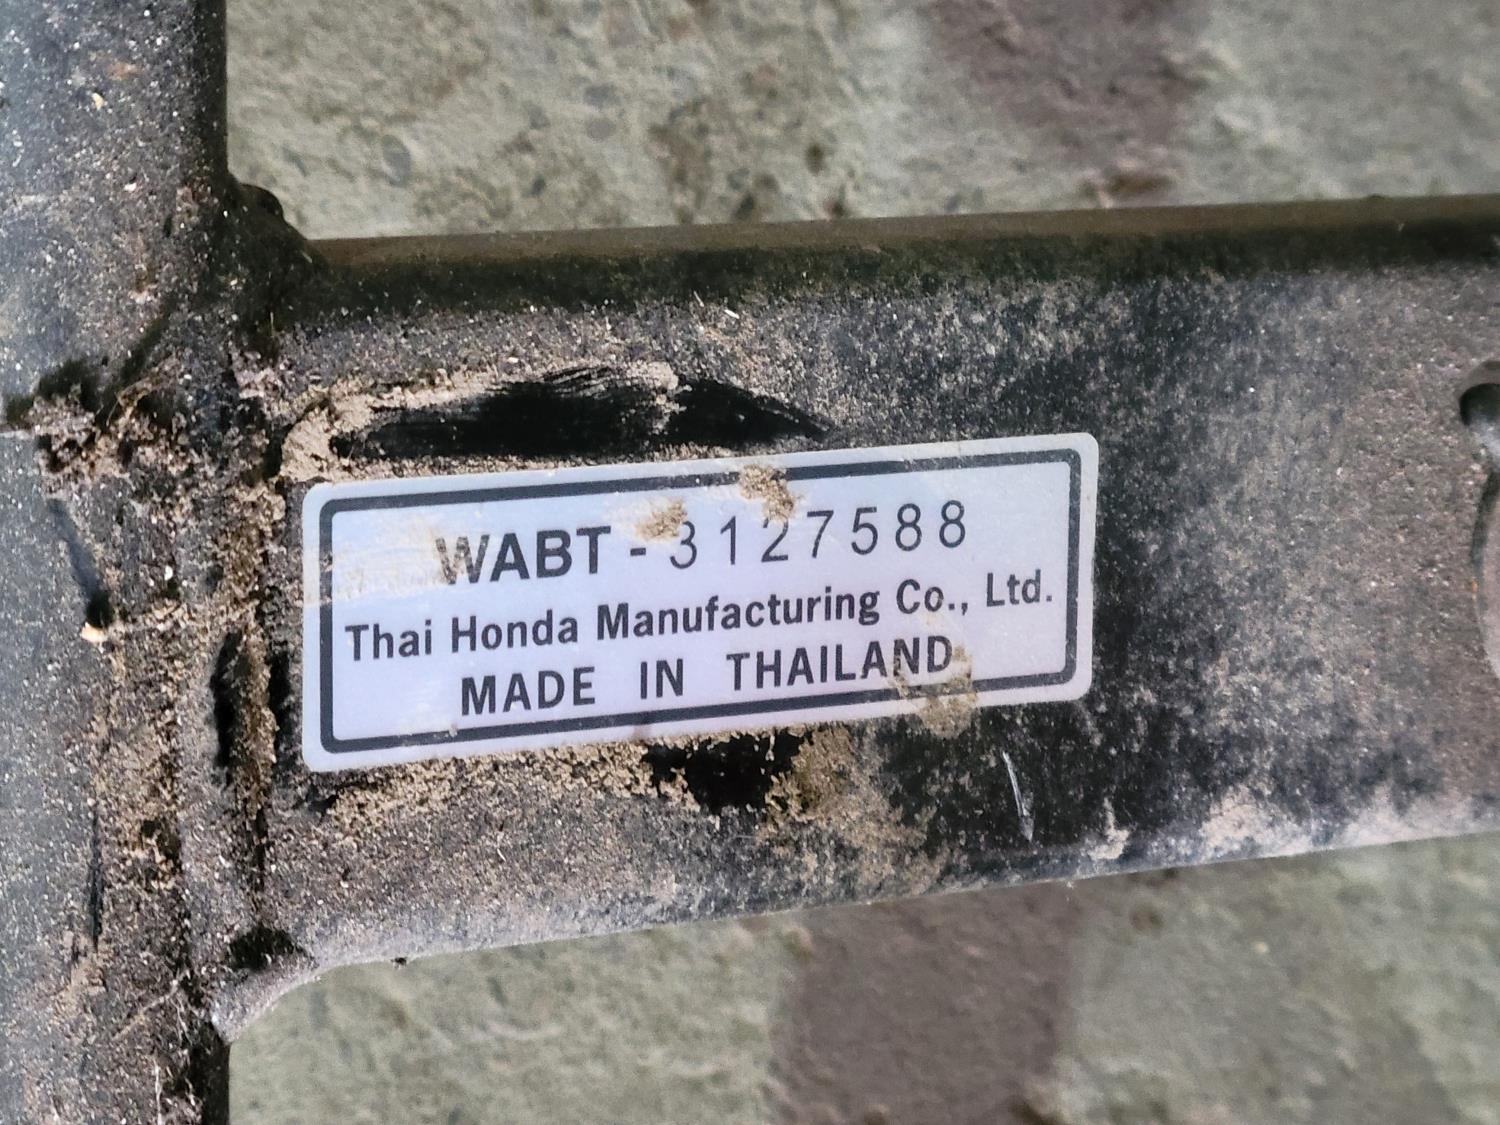 WABT - 3127588
Thai Honda Manufacturing Co., Ltd.
MADE IN THAILAND